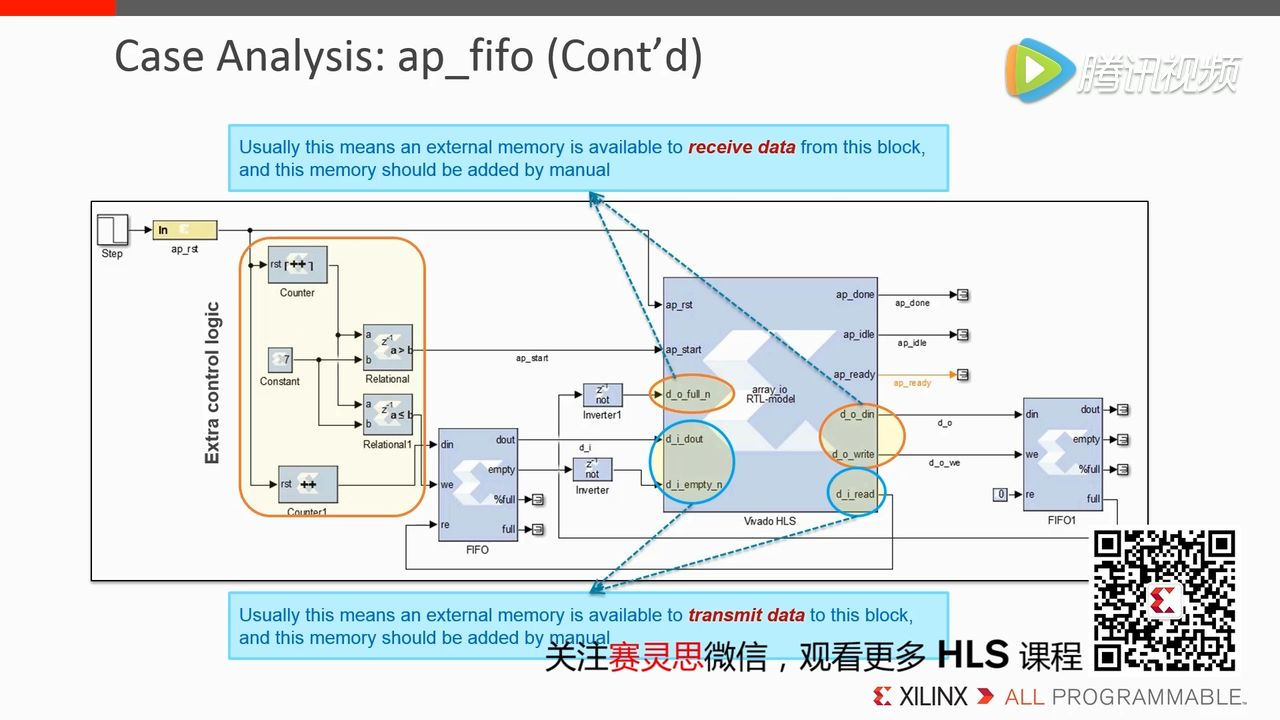 Case Analysis: ap_fifo (Cont’d)
腾讯视频
Usually this means an external memory is available to receive data from this block,
and this memory should be added by manual
Step
In
ap_rst
Extra control logic
rst
++
Counter
7
Constant
a
b
z⁻¹
a > b
Relational
a
b
z⁻¹
a ≤ b
Relational1
rst
++
Counter1
ap_start
z⁻¹
not
Inverter1
d_i
z⁻¹
not
Inverter
din
we
re
dout
empty
%full
full
FIFO
ap_rst
ap_start
d_o_full_n
d_i_dout
d_i_empty_n
array_io
RTL-model
ap_done
ap_idle
ap_ready
d_o_din
d_o_write
d_i_read
Vivado HLS
ap_done
ap_idle
ap_ready
d_o
d_o_we
0
din
we
re
dout
empty
%full
full
FIFO1
Usually this means an external memory is available to transmit data to this block,
and this memory should be added by manual
关注赛灵思微信，观看更多 HLS 课程
XILINX ALL PROGRAMMABLE™